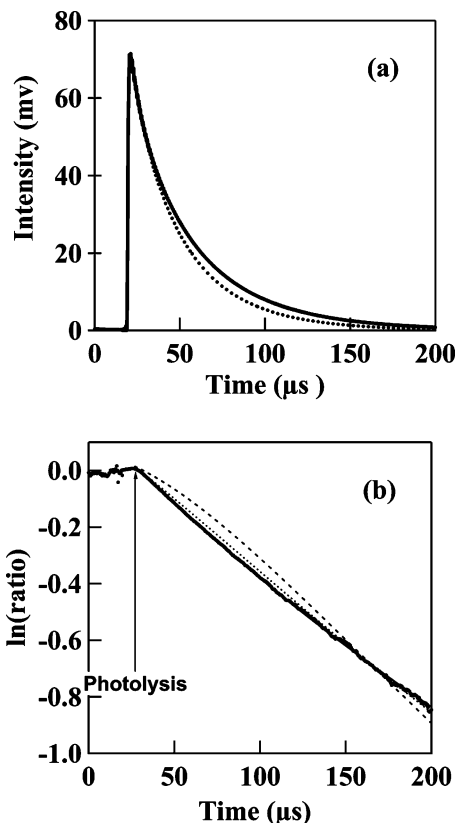 80
(a)
60
Intensity (mv)
40
20
0
0 50 100 150 200
Time (μs )
0.0
(b)
-0.2
ln(ratio)
-0.4
-0.6
Photolysis
-0.8
-1.0
0 50 100 150 200
Time (μs)